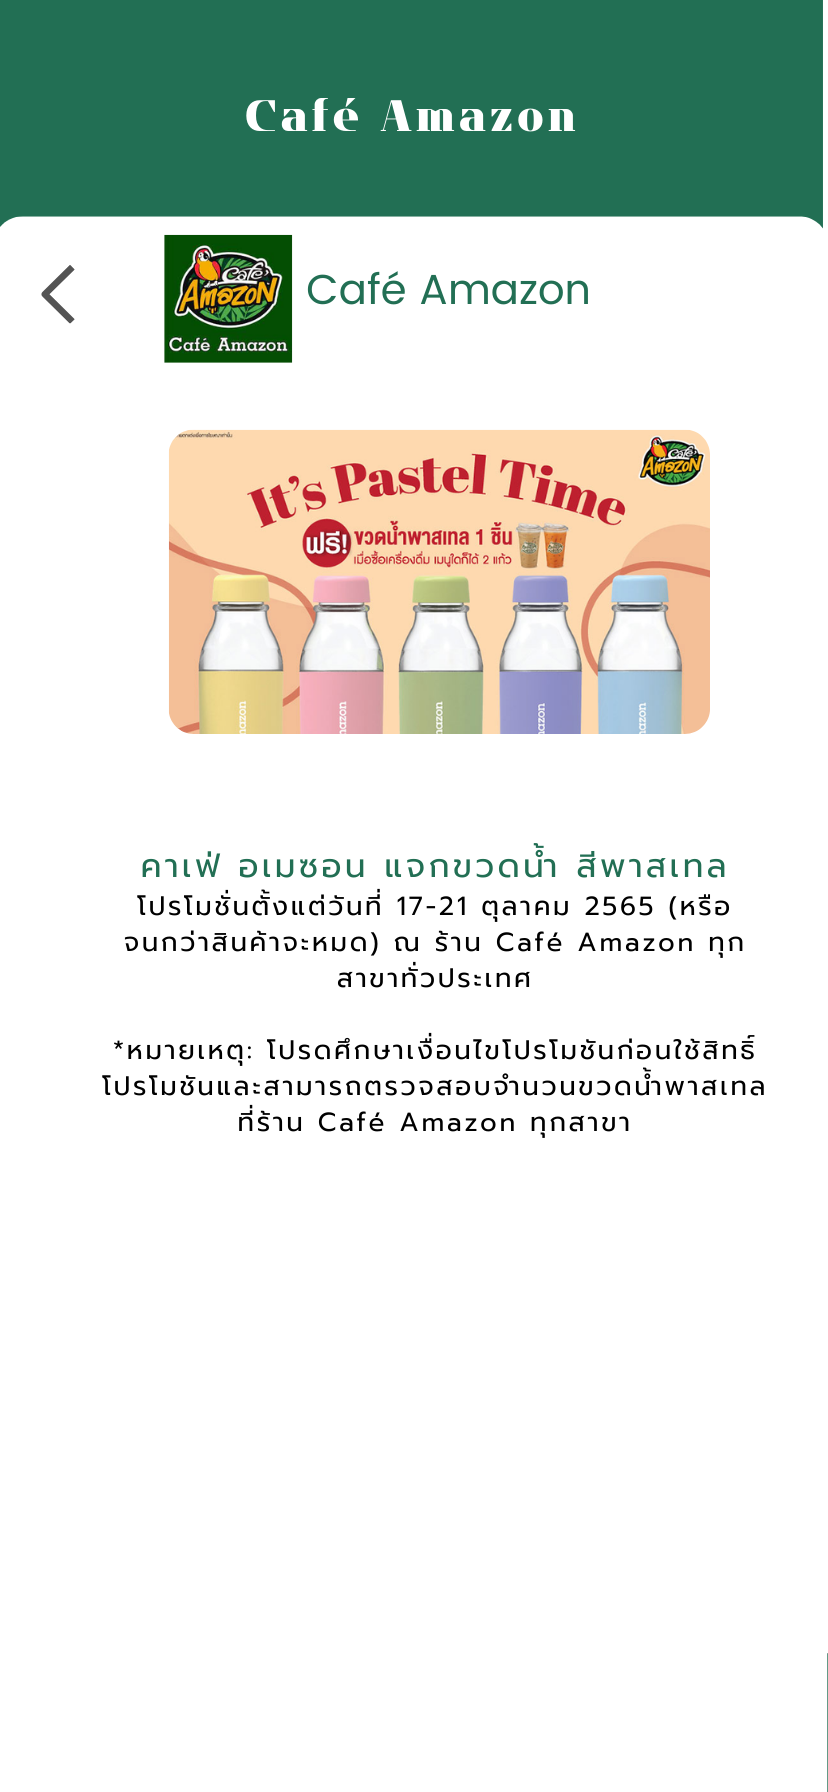 Café Amazon
Café
AMAZON
Café Amazon
Café Amazon
Café
AMAZON
It's Pastel Time
ฟรี! ขวดน้ำพาสเทล 1 ชิ้น
เมื่อซื้อเครื่องดื่ม เมนูใดก็ได้ 2 แก้ว
azon
azon
azon
azon
azon
คาเฟ่ อเมซอน แจกขวดน้ำ สีพาสเทล
โปรโมชั่นตั้งแต่วันที่ 17-21 ตุลาคม 2565 (หรือ
จนกว่าสินค้าจะหมด) ณ ร้าน Café Amazon ทุก
สาขาทั่วประเทศ
*หมายเหตุ: โปรดศึกษาเงื่อนไขโปรโมชันก่อนใช้สิทธิ์
โปรโมชันและสามารถตรวจสอบจำนวนขวดน้ำพาสเทล
ที่ร้าน Café Amazon ทุกสาขา